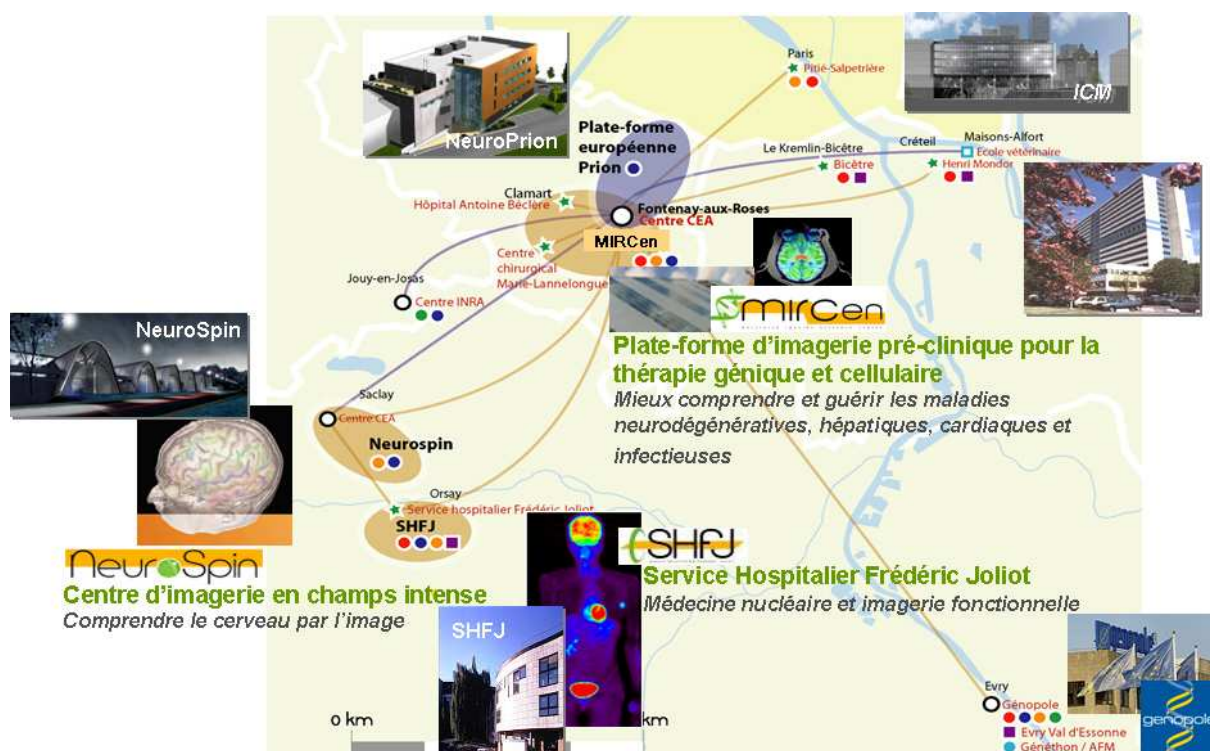 NeuroPrion
Paris
Pitié-Salpetrière
ICM
Plate-forme
européenne
Prion
Le Kremlin-Bicêtre
Bicêtre
Créteil
Henri Mondor
Maisons-Alfort
Ecole vétérinaire
Clamart
Hôpital Antoine Béclère
Fontenay-aux-Roses
Centre CEA
MIRCen
Centre
chirurgical
Marie-Lannelongue
Jouy-en-Josas
Centre INRA
MirCen
Plate-forme d'imagerie pré-clinique pour la
thérapie génique et cellulaire
Mieux comprendre et guérir les maladies
neurodégénératives, hépatiques, cardiaques et
infectieuses
NeuroSpin
Saclay
Centre CEA
Neurospin
Orsay
Service hospitalier Frédéric Joliot
SHFJ
NeuroSpin
Centre d'imagerie en champs intense
Comprendre le cerveau par l'image
SHFJ
Service Hospitalier Frédéric Joliot
Médecine nucléaire et imagerie fonctionnelle
SHFJ
0 km
km
Evry
Génopole
Evry Val d'Essonne
Généthon / AFM
genopole
genopole